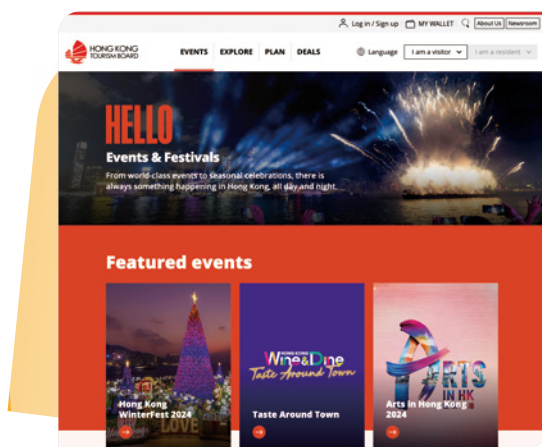 Log in / Sign up MY WALLET About Us Newsroom
HONG KONG
TOURISM BOARD
EVENTS EXPLORE PLAN DEALS Language I am a visitor I am a resident
HELLO
Events & Festivals
From world-class events to seasonal celebrations, there is
always something happening in Hong Kong, all day and night.
Featured events
HONG KONG
Wine&Dine
Taste Around Town
ARTS
IN HK
LOVE
Hong Kong
WinterFest 2024
Taste Around Town
Arts in Hong Kong
2024